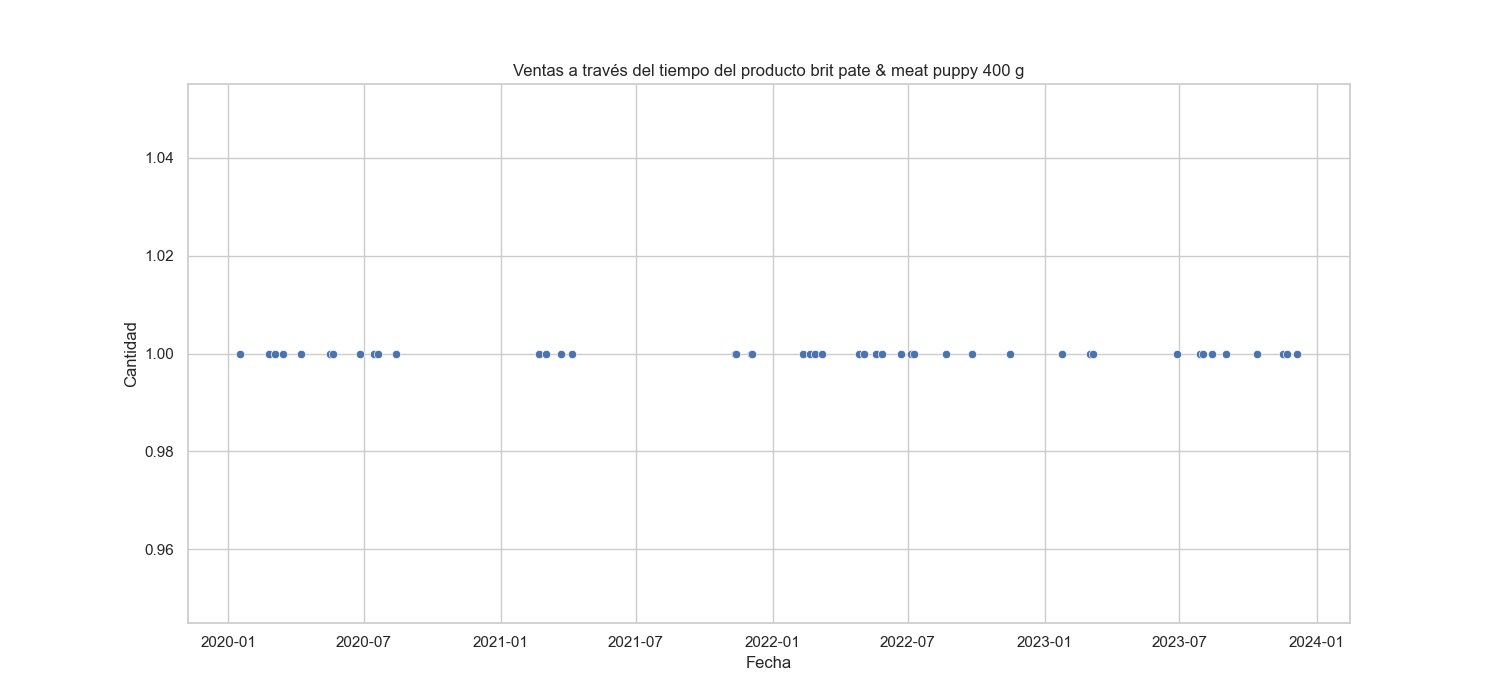 Ventas a través del tiempo del producto brit pate & meat puppy 400 g
1.04
1.02
1.00
0.98
0.96
Cantidad
2020-01 2020-07 2021-01 2021-07 2022-01 2022-07 2023-01 2023-07 2024-01
Fecha